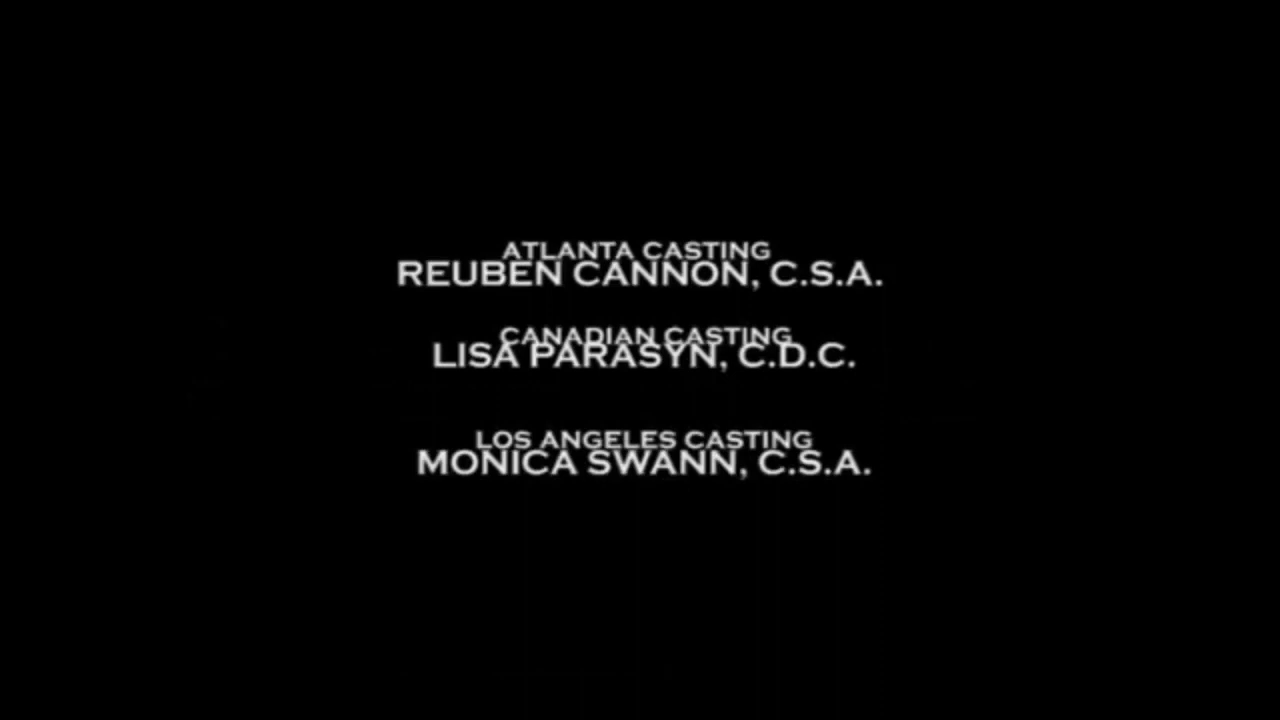 ATLANTA CASTING
REUBEN CANNON, C.S.A.
CANADIAN CASTING
LISA PARASYN, C.D.C.
LOS ANGELES CASTING
MONICA SWANN, C.S.A.